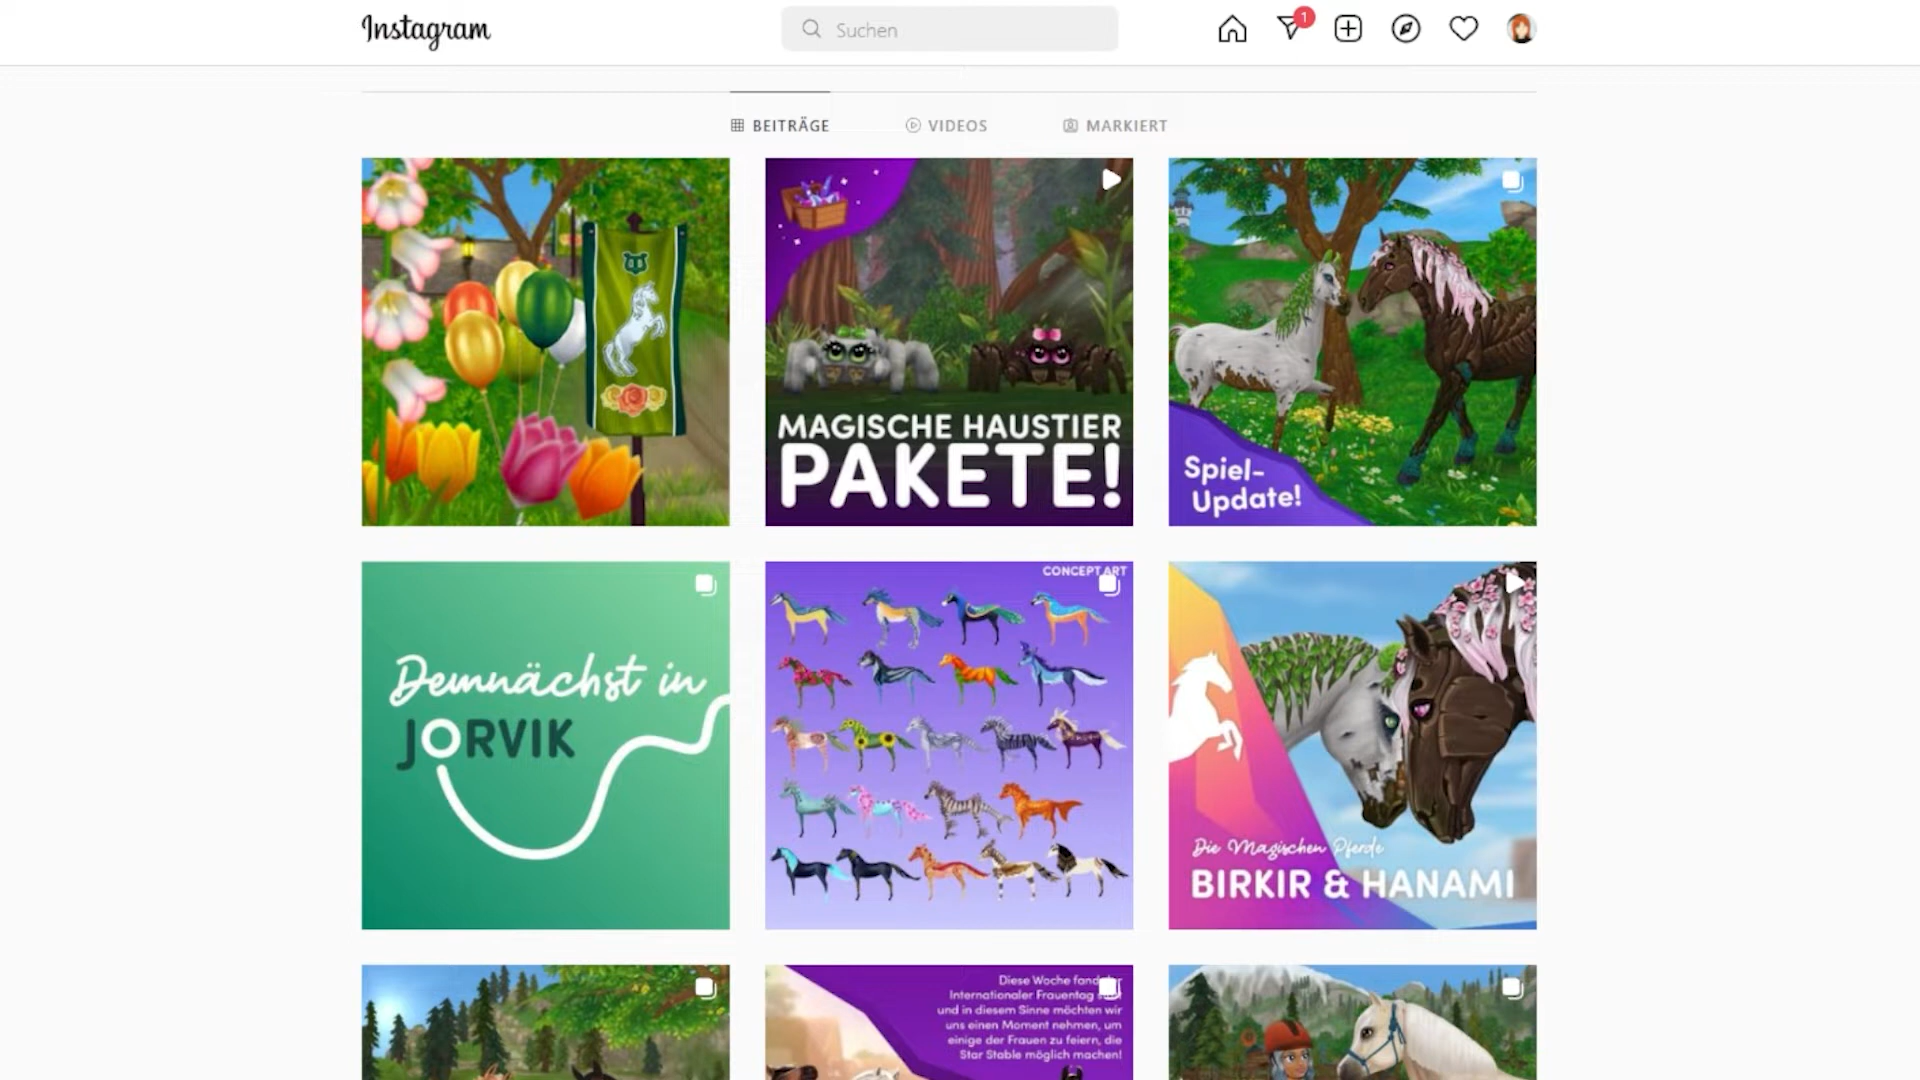 Instagram
Suchen
1
BEITRÄGE
VIDEOS
MARKIERT
MAGISCHE HAUSTIER
PAKETE!
Spiel-
Update!
Demnächst in
JORVIK
CONCEPT ART
Die Magischen Pferde
BIRKIR & HANAMI
Diese Woche fand der
Internationaler Frauentag
und in diesem Sinne möchten wir
uns einen Moment nehmen, um
einige der Frauen zu feiern, die
Star Stable möglich machen!